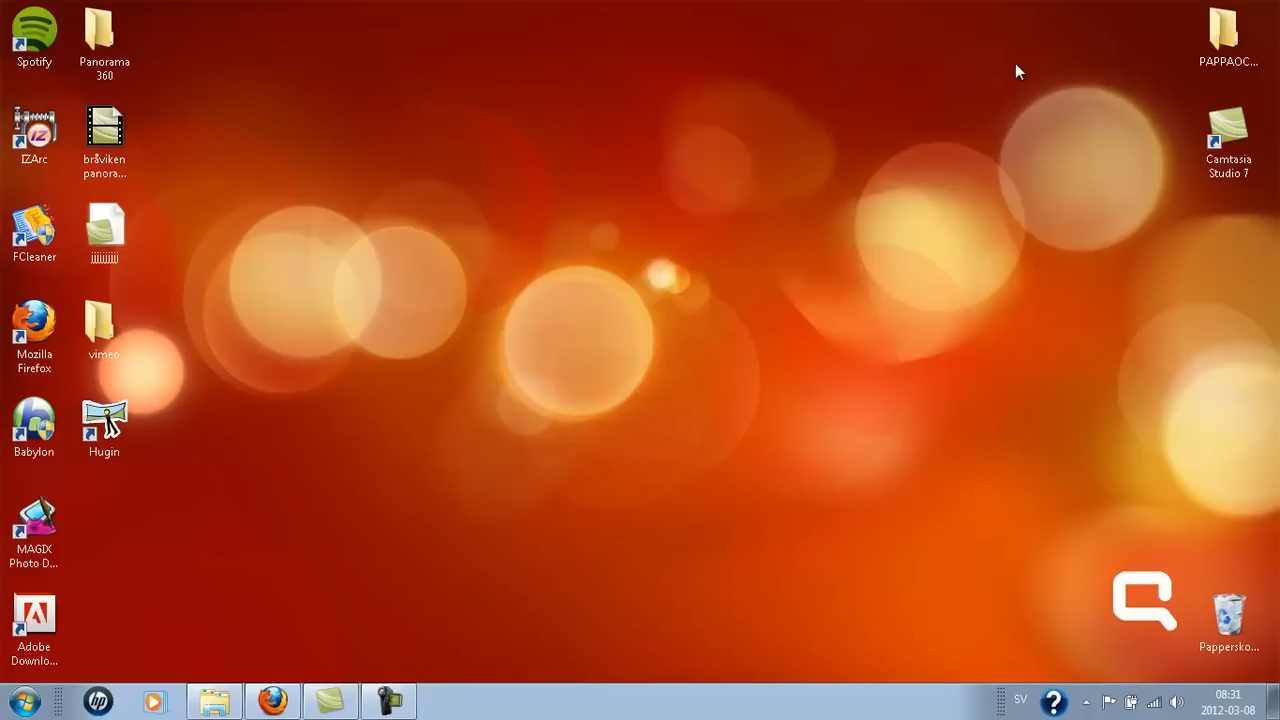 Spotify
Panorama
360
PAPPAOC...
IZArc
bråviken
panora...
Camtasia
Studio 7
FCleaner
jjjjjjjjjj
Mozilla
Firefox
vimeo
Babylon
Hugin
MAGIX
Photo D...
Adobe
Downlo...
Pappersko...
SV
08:31
2012-03-08